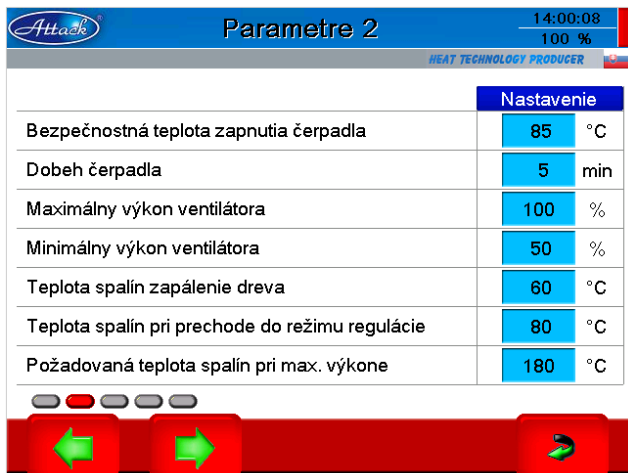 Attack
Parametre 2
14:00:08
100 %
HEAT TECHNOLOGY PRODUCER
Nastavenie
Bezpečnostná teplota zapnutia čerpadla 85 °C
Dobeh čerpadla 5 min
Maximálny výkon ventilátora 100 %
Minimálny výkon ventilátora 50 %
Teplota spalín zapálenie dreva 60 °C
Teplota spalín pri prechode do režimu regulácie 80 °C
Požadovaná teplota spalín pri max. výkone 180 °C